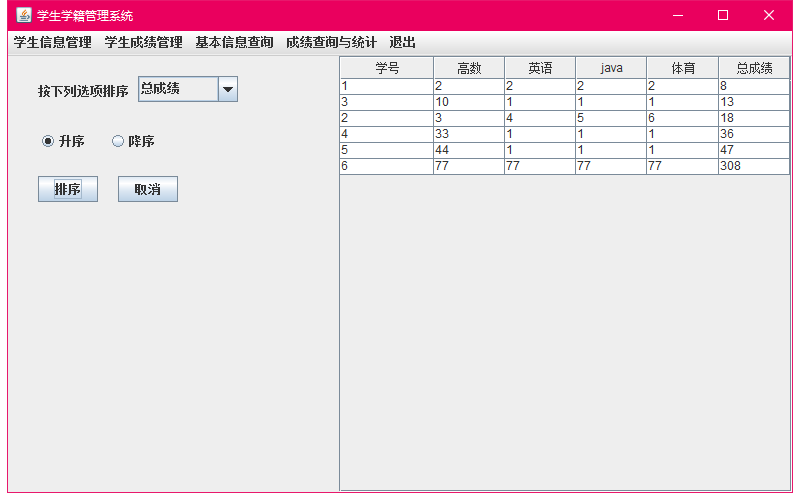 学生学籍管理系统
学生信息管理 学生成绩管理 基本信息查询 成绩查询与统计 退出
按下列选项排序 总成绩
升序 降序
排序 取消
学号 高数 英语 java 体育 总成绩
1 2 2 2 2 8
3 10 1 1 1 13
2 3 4 5 6 18
4 33 1 1 1 36
5 44 1 1 1 47
6 77 77 77 77 308